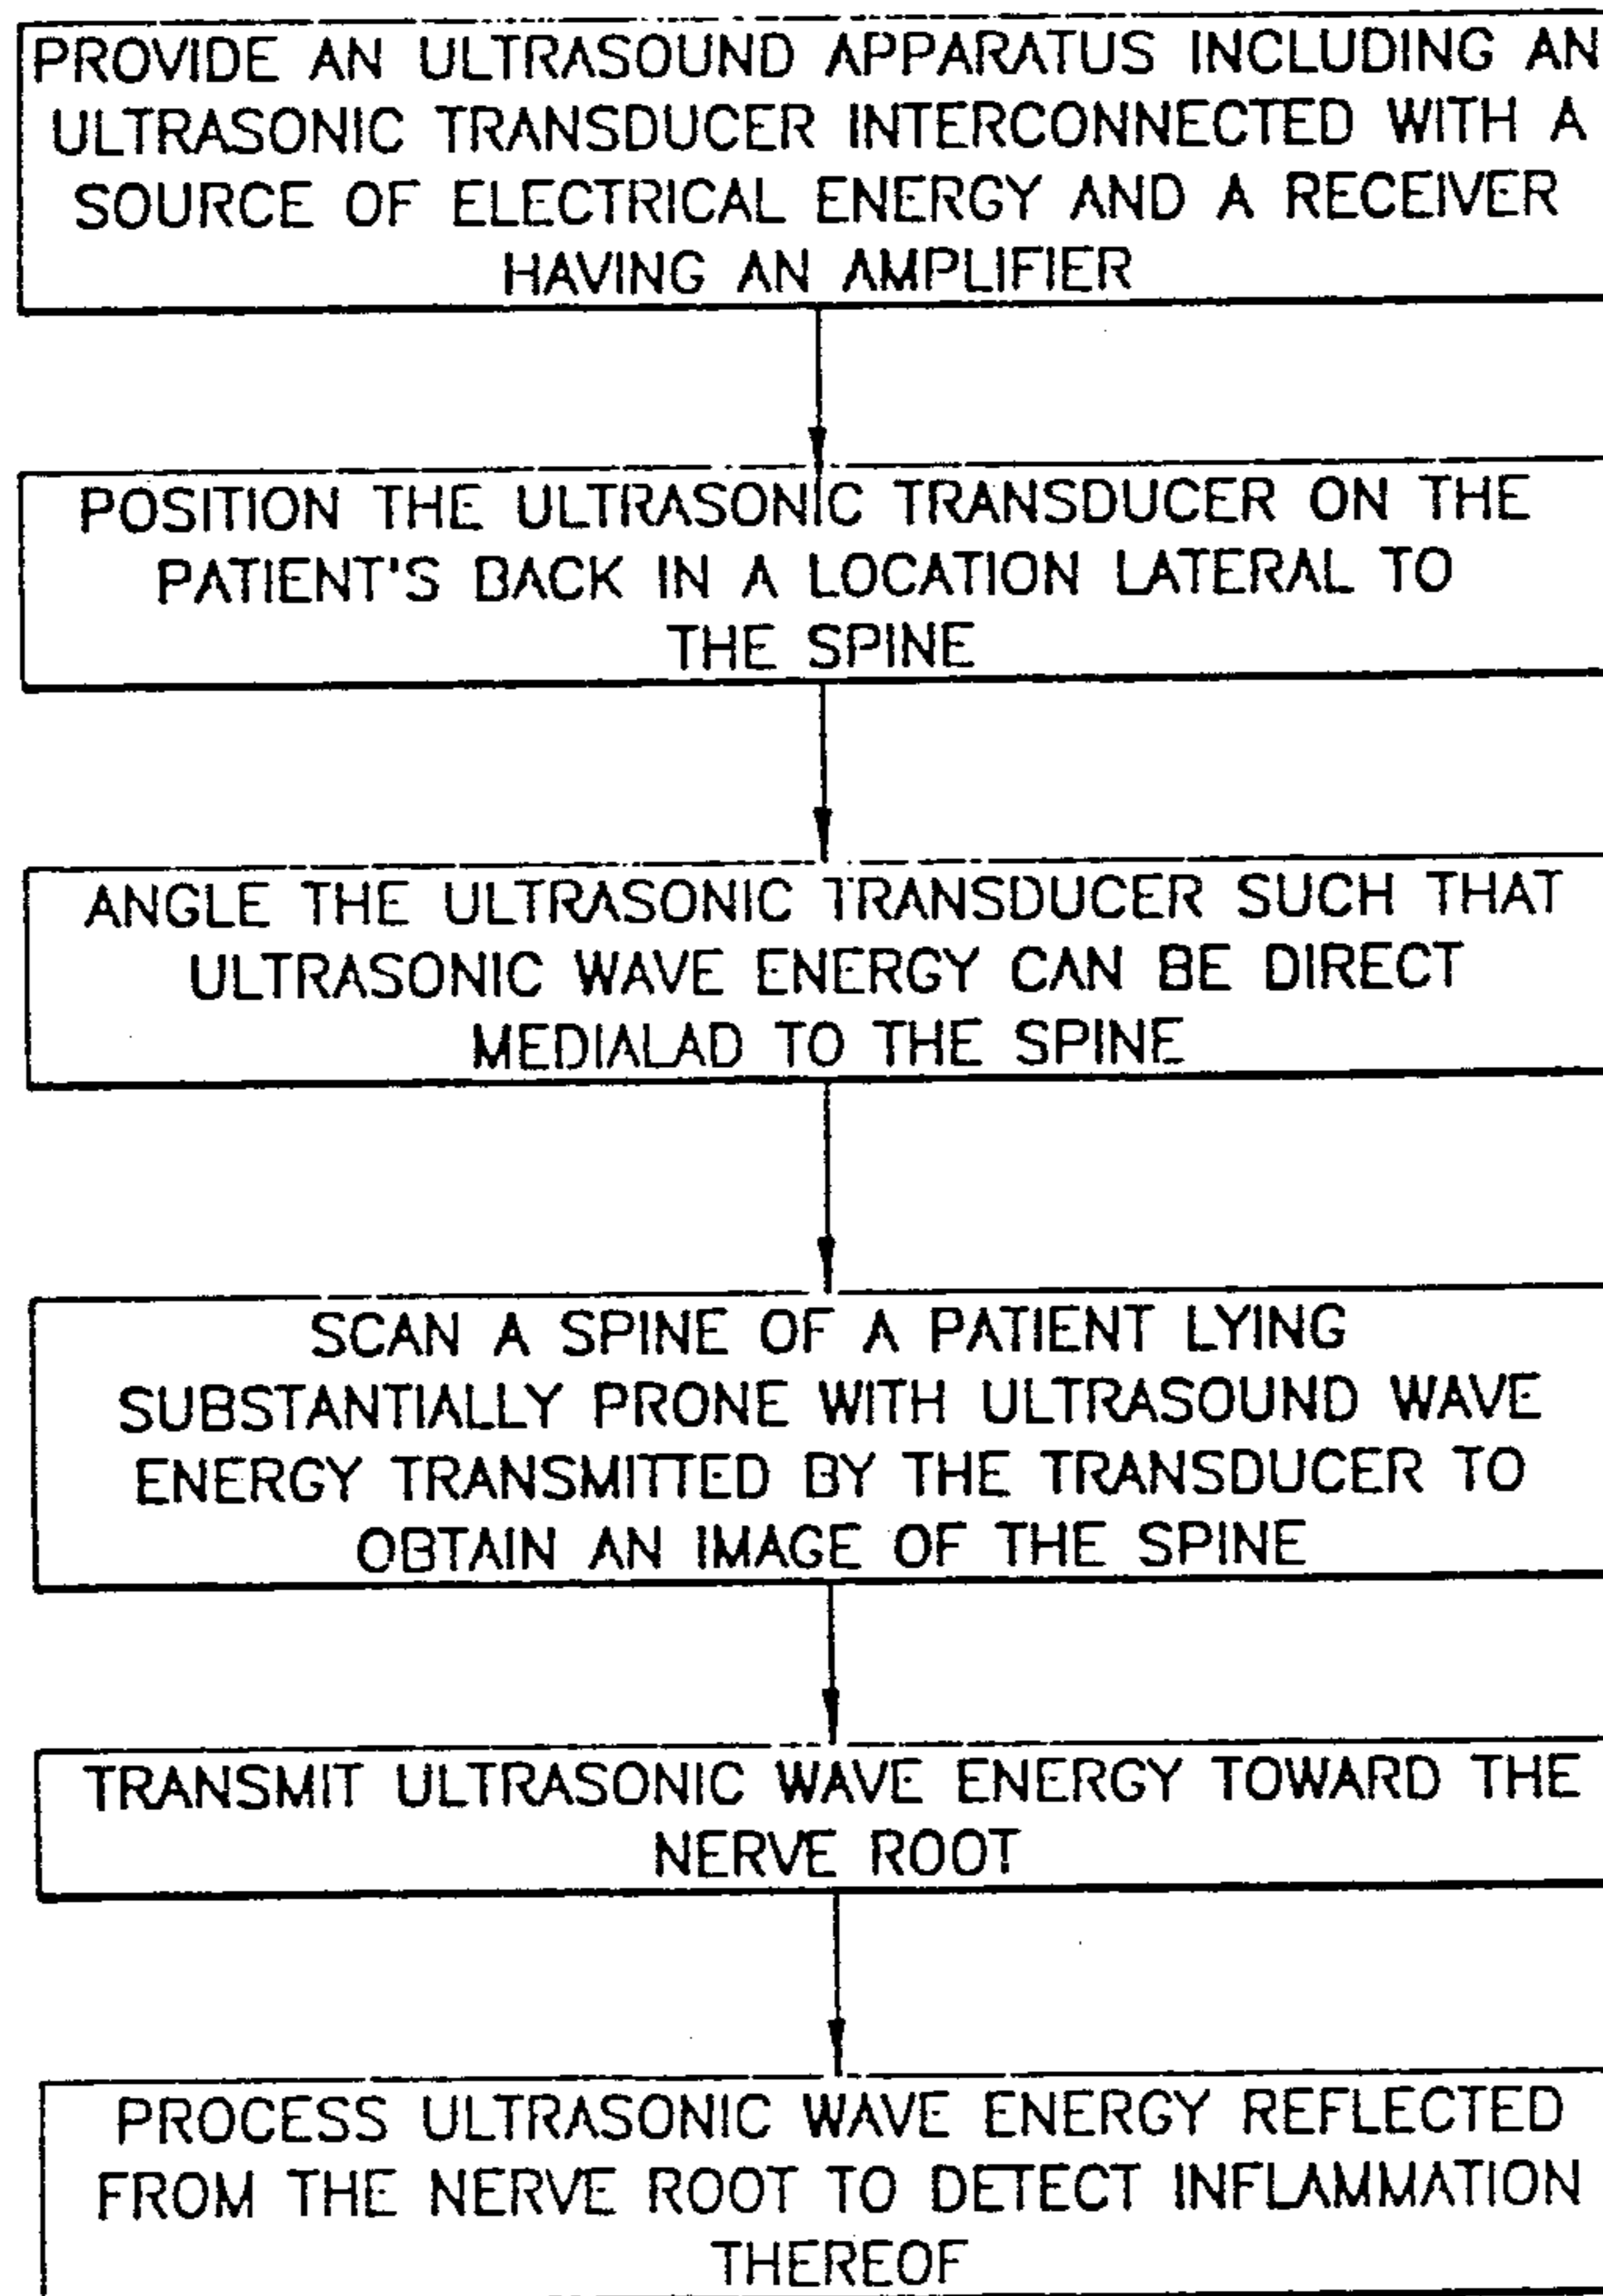 PROVIDE AN ULTRASOUND APPARATUS INCLUDING AN
ULTRASONIC TRANSDUCER INTERCONNECTED WITH A
SOURCE OF ELECTRICAL ENERGY AND A RECEIVER
HAVING AN AMPLIFIER
POSITION THE ULTRASONIC TRANSDUCER ON THE
PATIENT'S BACK IN A LOCATION LATERAL TO
THE SPINE
ANGLE THE ULTRASONIC TRANSDUCER SUCH THAT
ULTRASONIC WAVE ENERGY CAN BE DIRECT
MEDIALAD TO THE SPINE
SCAN A SPINE OF A PATIENT LYING
SUBSTANTIALLY PRONE WITH ULTRASOUND WAVE
ENERGY TRANSMITTED BY THE TRANSDUCER TO
OBTAIN AN IMAGE OF THE SPINE
TRANSMIT ULTRASONIC WAVE ENERGY TOWARD THE
NERVE ROOT
PROCESS ULTRASONIC WAVE ENERGY REFLECTED
FROM THE NERVE ROOT TO DETECT INFLAMMATION
THEREOF